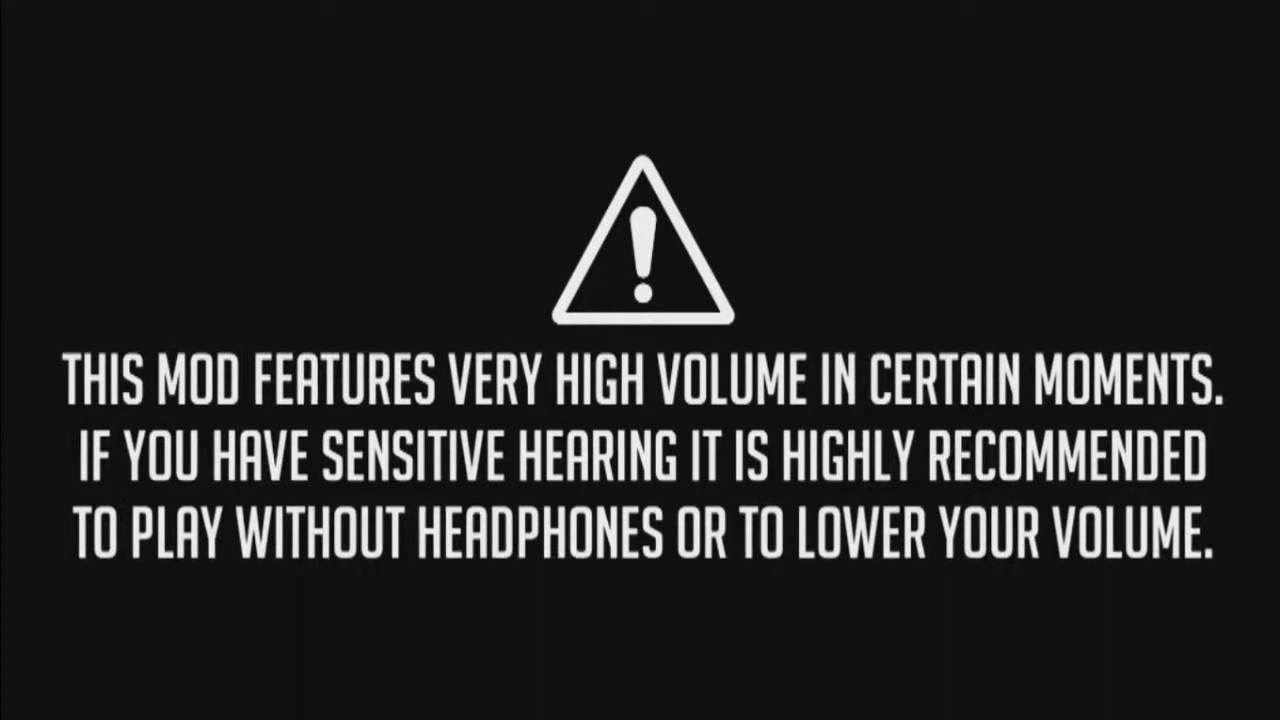 THIS MOD FEATURES VERY HIGH VOLUME IN CERTAIN MOMENTS.
IF YOU HAVE SENSITIVE HEARING IT IS HIGHLY RECOMMENDED
TO PLAY WITHOUT HEADPHONES OR TO LOWER YOUR VOLUME.